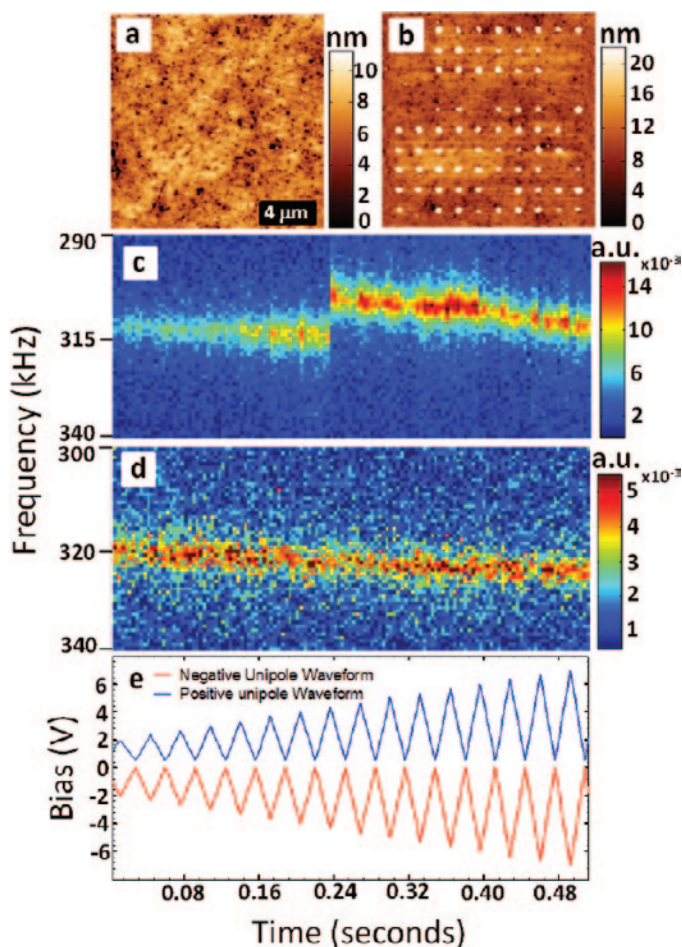 a
nm
10
8
6
4
2
0
4 μm
b
nm
20
16
12
8
4
0
Frequency (kHz)
290
315
340
c
a.u.
14
10
6
2
300
320
340
d
a.u.
5
4
3
2
1
Bias (V)
6
4
2
0
-2
-4
-6
e
Negative Unipole Waveform
Positive unipole Waveform
0.08 0.16 0.24 0.32 0.40 0.48
Time (seconds)